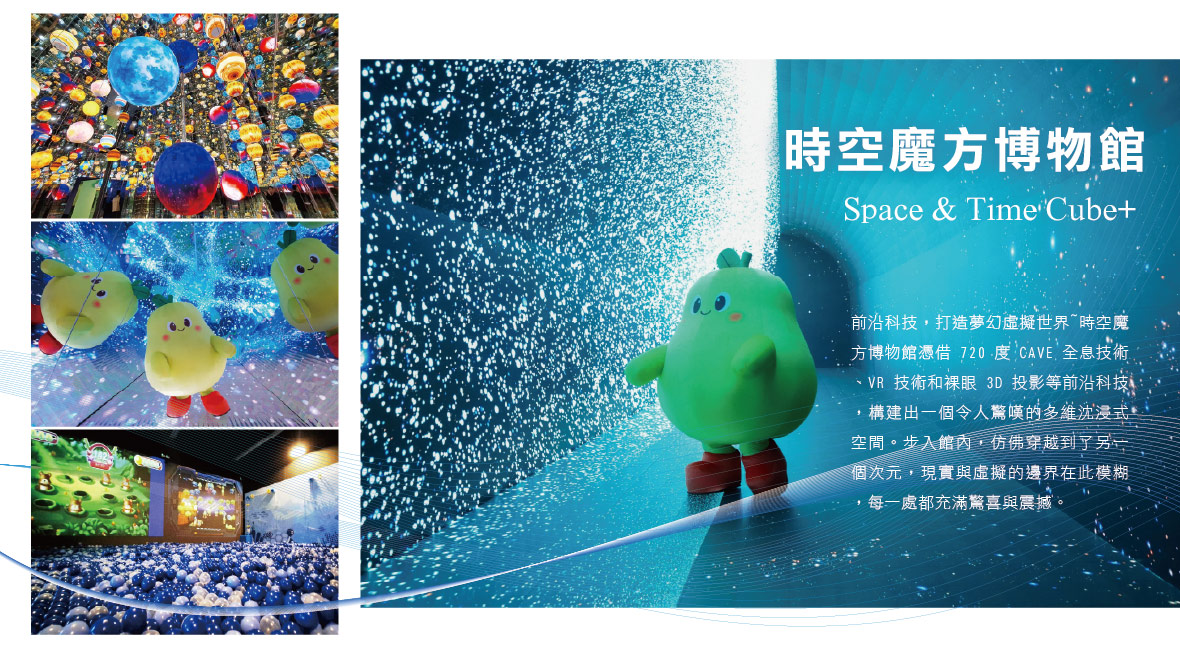 時空魔方博物館
Space & Time Cube+
前沿科技，打造夢幻虛擬世界~時空魔
方博物館憑借 720 度 CAVE 全息技術
、VR 技術和裸眼 3D 投影等前沿科技
，構建出一個令人驚嘆的多維沈浸式
空間。步入館內，仿佛穿越到了另一
個次元，現實與虛擬的邊界在此模糊
，每一處都充滿驚喜與震撼。